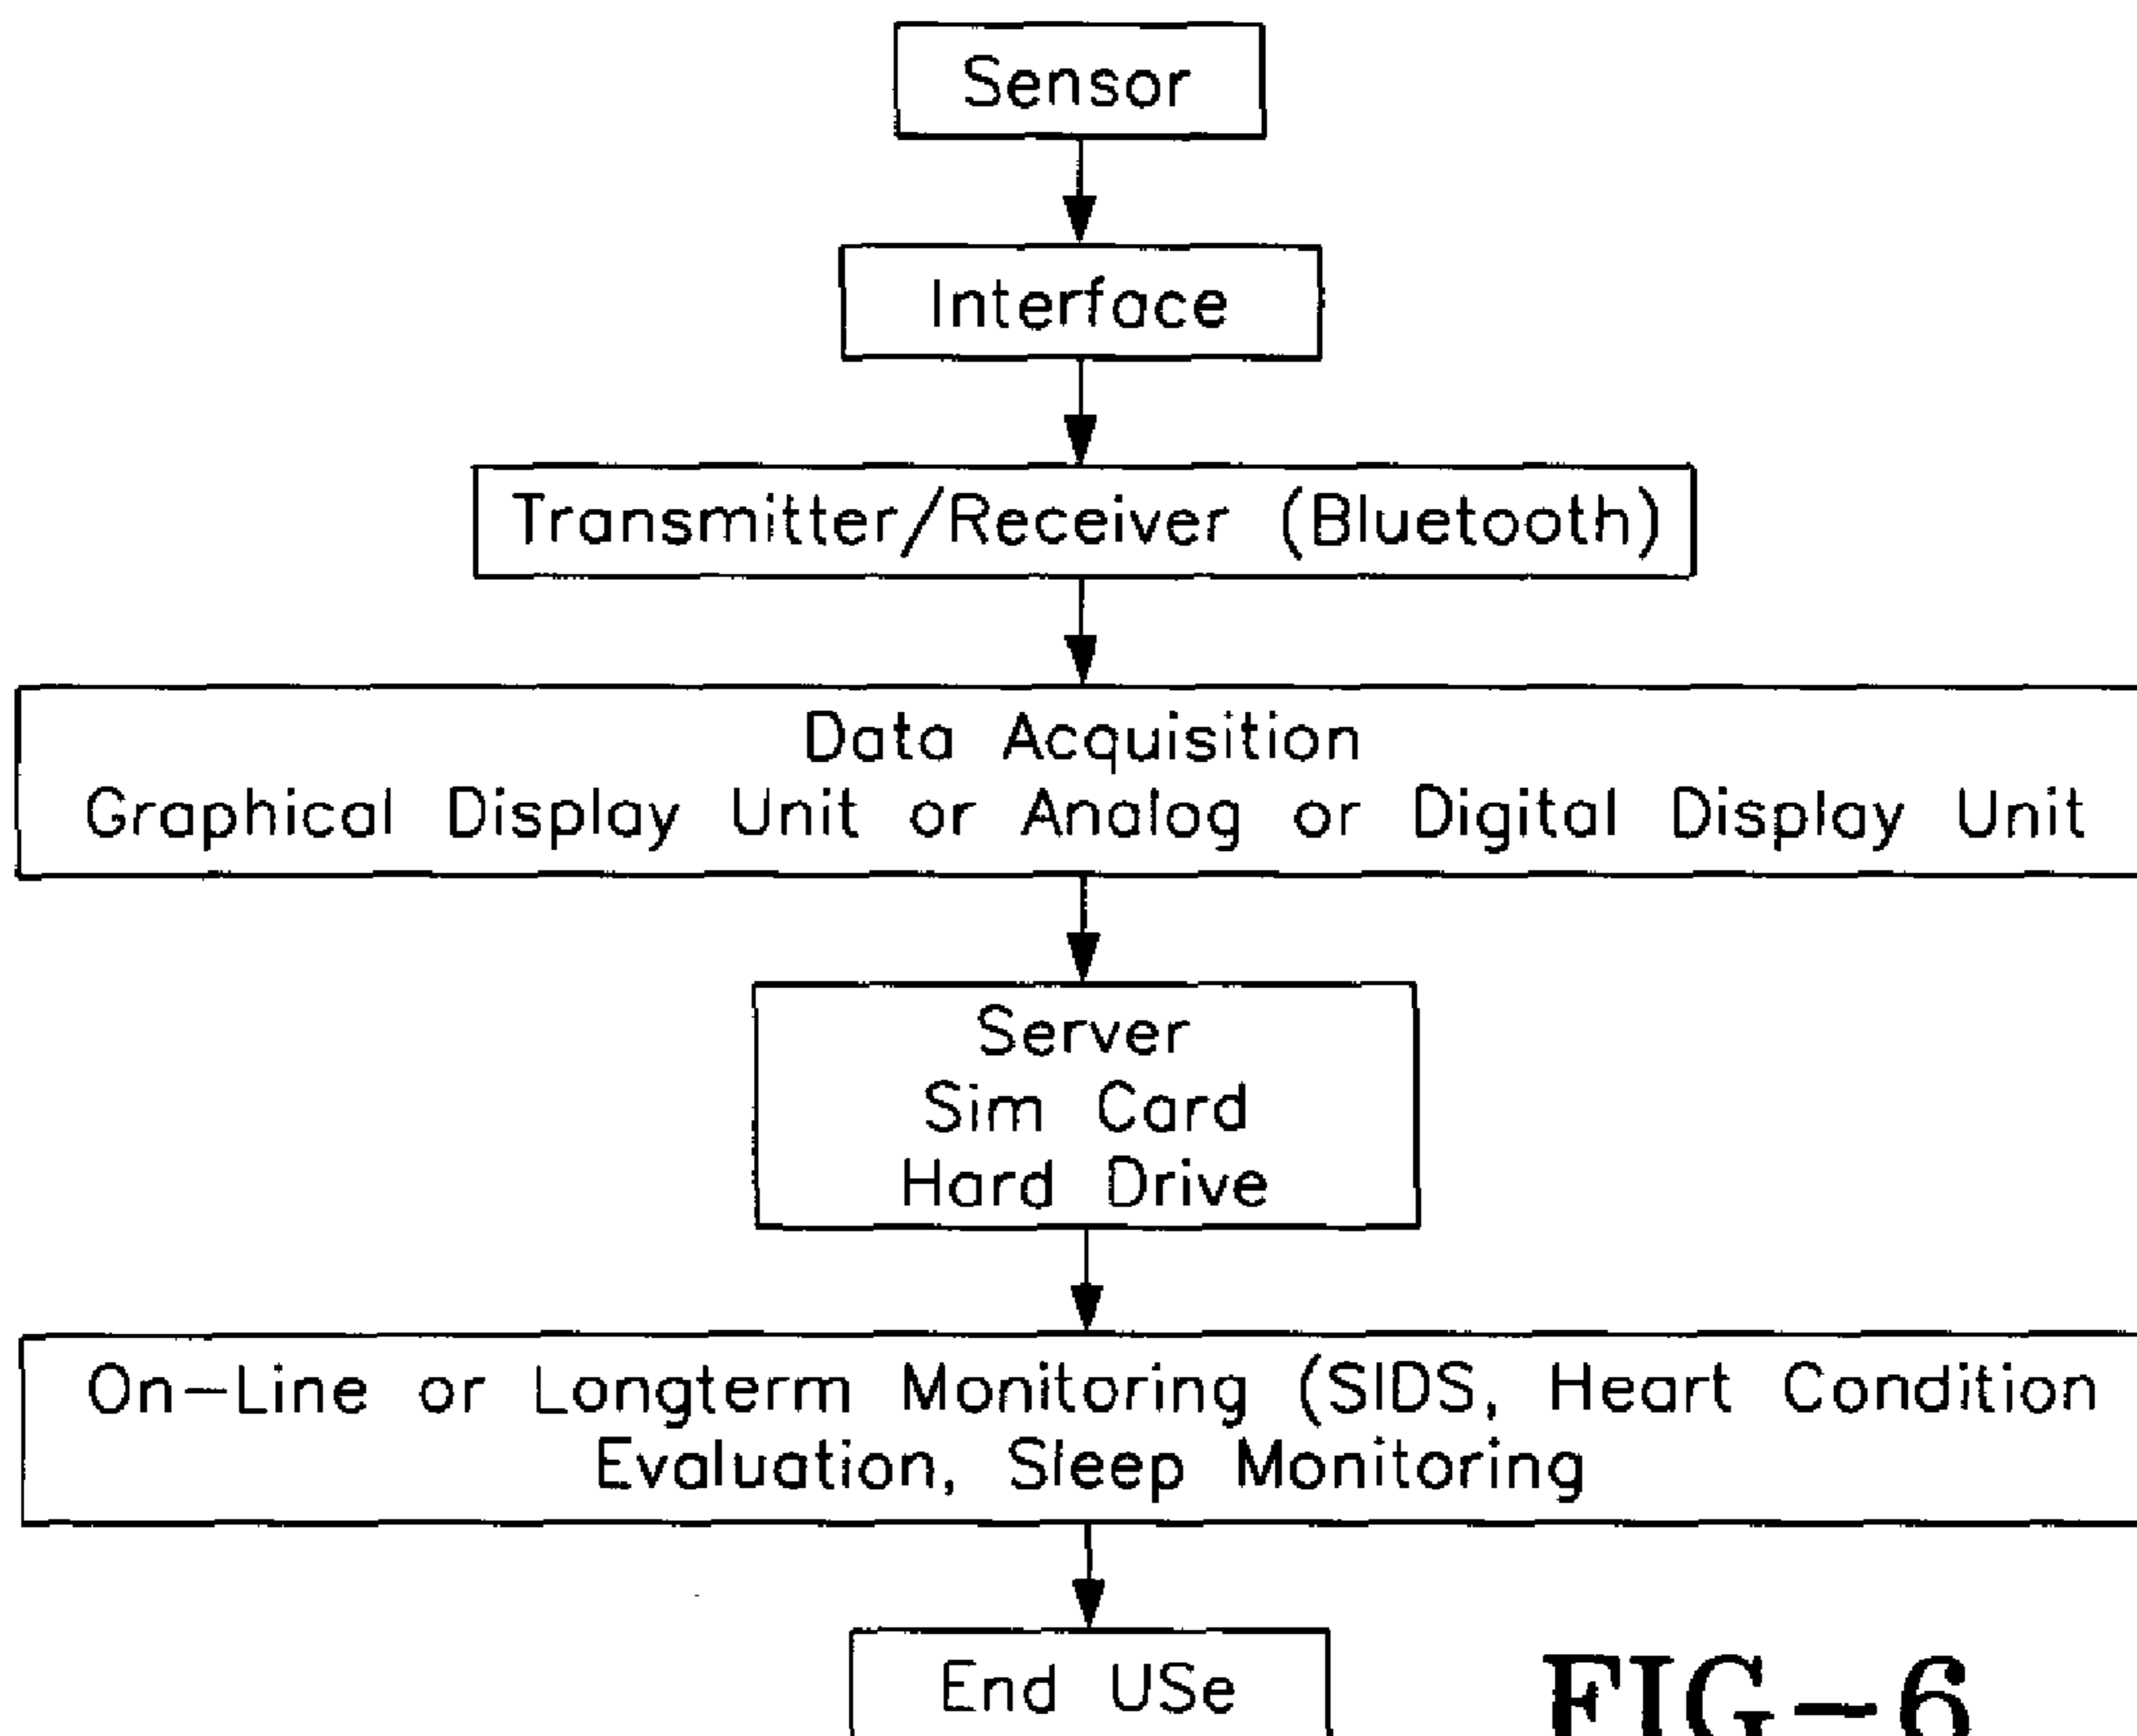 Sensor
Interface
Transmitter/Receiver (Bluetooth)
Data Acquisition
Graphical Display Unit or Analog or Digital Display Unit
Server
Sim Card
Hard Drive
On-Line or Longterm Monitoring (SIDS, Heart Condition
Evaluation, Sleep Monitoring
End USe
FIG-6